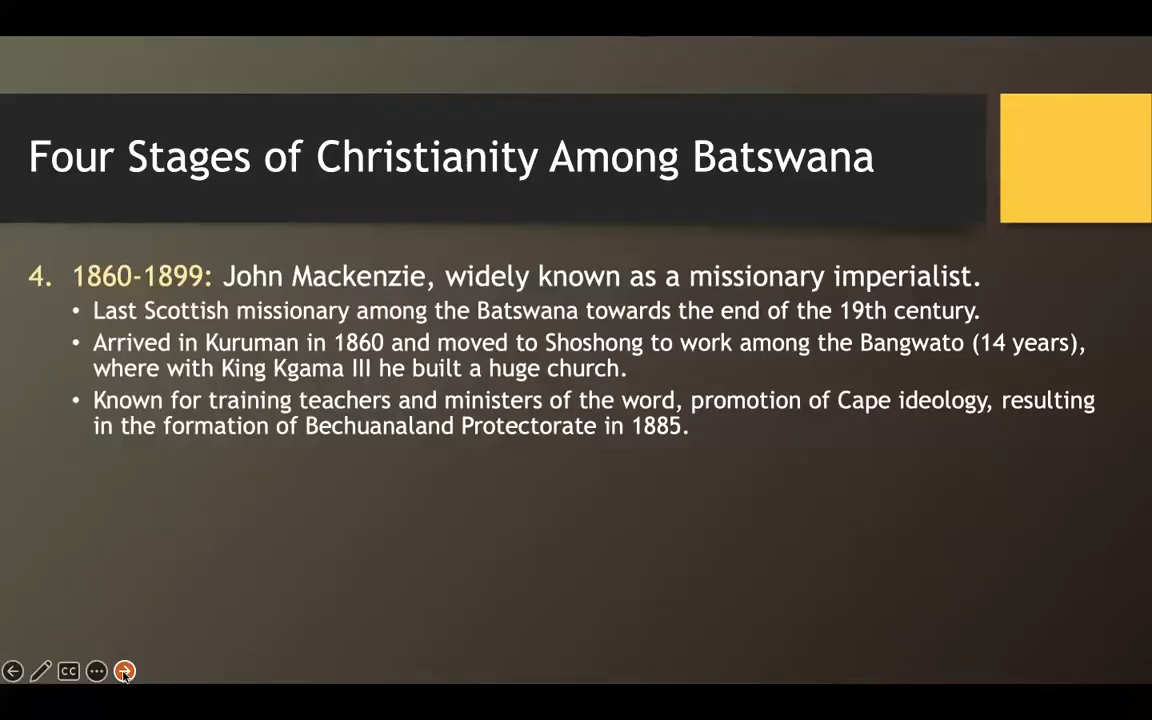 Four Stages of Christianity Among Batswana
4. 1860-1899: John Mackenzie, widely known as a missionary imperialist.
• Last Scottish missionary among the Batswana towards the end of the 19th century.
• Arrived in Kuruman in 1860 and moved to Shoshong to work among the Bangwato (14 years),
where with King Kgama III he built a huge church.
• Known for training teachers and ministers of the word, promotion of Cape ideology, resulting
in the formation of Bechuanaland Protectorate in 1885.
CC